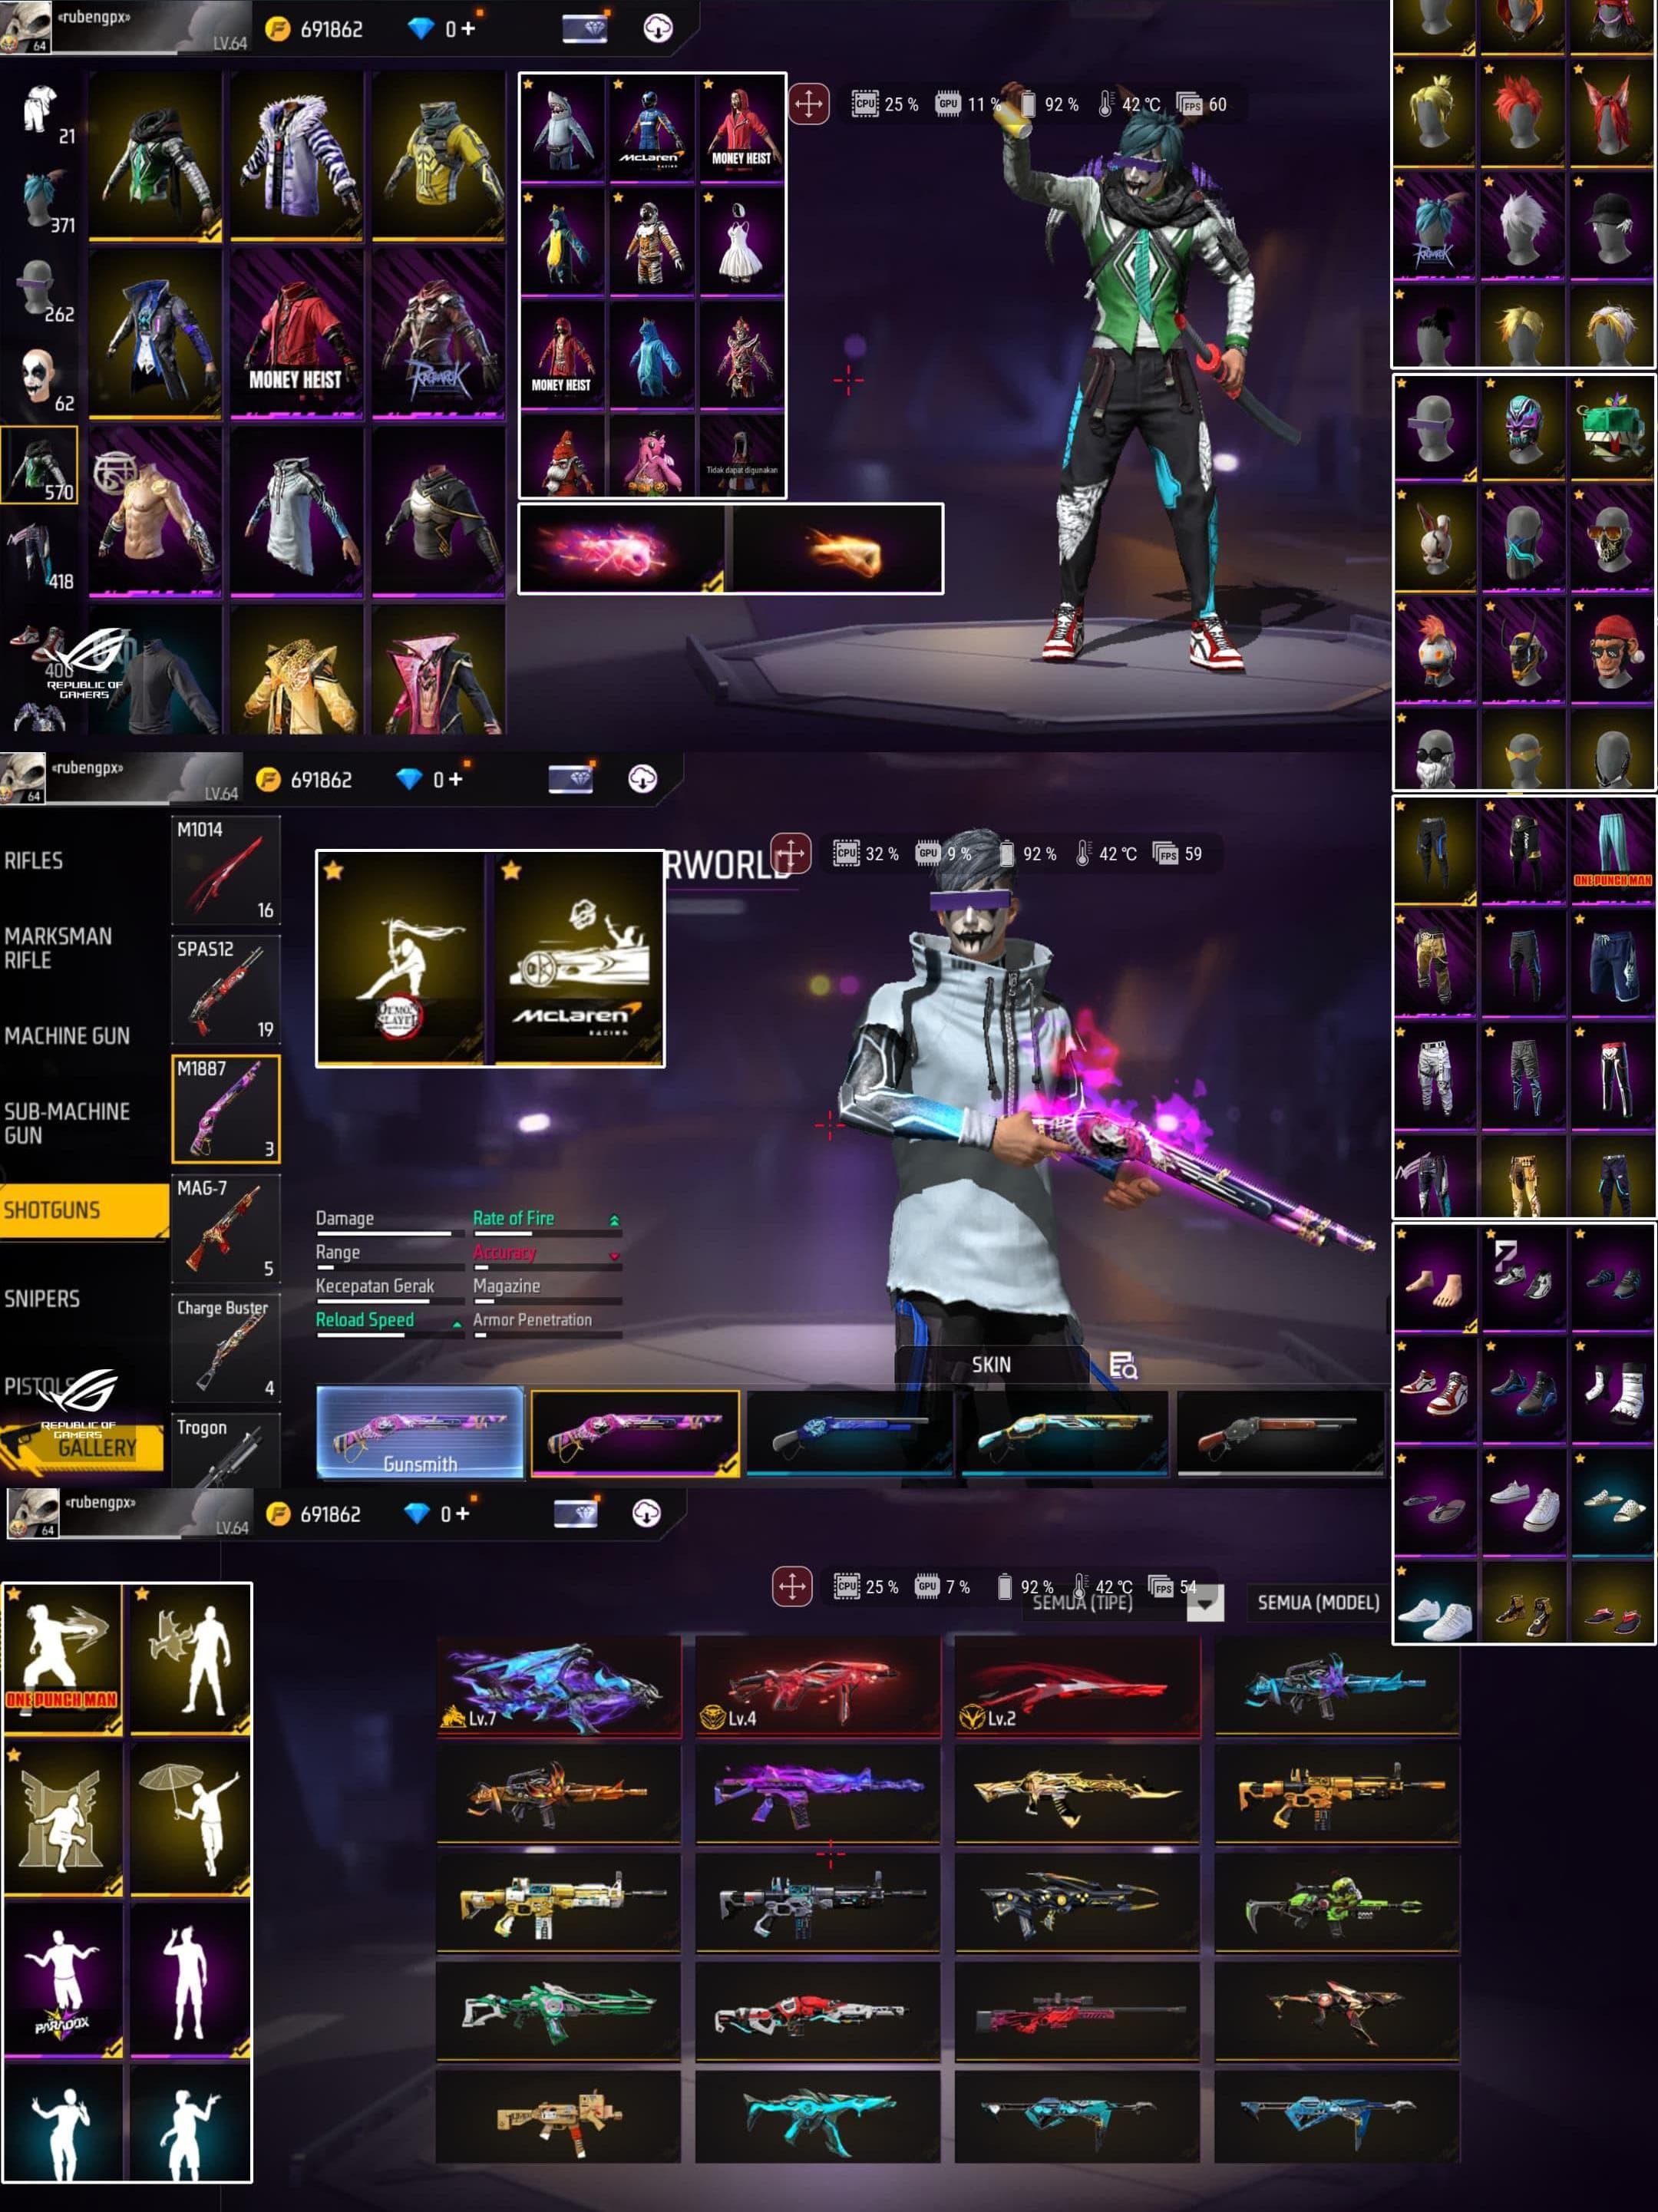 «rubengpx»
64
LV.64
691862
0 +
CPU 25 %
GPU 11 %
92 %
42 ℃
FPS 60
21
371
262
62
570
418
406
REPUBLIC OF
GAMERS
MONEY HEIST
RAGNAROK
McLaren
RACING
MONEY HEIST
MONEY HEIST
Tidak dapat digunakan
RAGNAROK
«rubengpx»
64
LV.64
691862
0 +
RWORLD
CPU 32 %
GPU 9 %
92 %
42 ℃
FPS 59
RIFLES
MARKSMAN
RIFLE
MACHINE GUN
SUB-MACHINE
GUN
SHOTGUNS
SNIPERS
PISTOLS
REPUBLIC OF
GAMERS
GALLERY
M1014
16
SPAS12
19
M1887
3
MAG-7
5
Charge Buster
4
Trogon
DEMON
SLAYER
McLaren
RACING
Damage
Rate of Fire
Range
Accuracy
Kecepatan Gerak
Magazine
Reload Speed
Armor Penetration
SKIN
Gunsmith
ONE PUNCH MAN
«rubengpx»
64
LV.64
691862
0 +
CPU 25 %
GPU 7 %
92 %
42 ℃
FPS 54
SEMUA (TIPE)
SEMUA (MODEL)
ONE PUNCH MAN
PARADOX
Lv.7
Lv.4
Lv.2